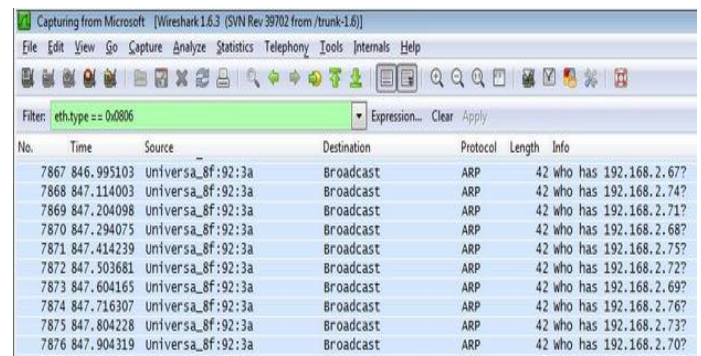 Capturing from Microsoft [Wireshark 1.6.3 (SVN Rev 39702 from /trunk-1.6)]
File Edit View Go Capture Analyze Statistics Telephony Tools Internals Help
Filter: eth.type == 0x0806 Expression... Clear Apply
No. Time Source Destination Protocol Length Info
7867 846.995103 Universa_8f:92:3a Broadcast ARP 42 who has 192.168.2.67?
7868 847.114003 Universa_8f:92:3a Broadcast ARP 42 who has 192.168.2.74?
7869 847.204098 Universa_8f:92:3a Broadcast ARP 42 who has 192.168.2.71?
7870 847.294075 Universa_8f:92:3a Broadcast ARP 42 who has 192.168.2.68?
7871 847.414239 Universa_8f:92:3a Broadcast ARP 42 who has 192.168.2.75?
7872 847.503681 Universa_8f:92:3a Broadcast ARP 42 who has 192.168.2.72?
7873 847.604165 Universa_8f:92:3a Broadcast ARP 42 who has 192.168.2.69?
7874 847.716307 Universa_8f:92:3a Broadcast ARP 42 who has 192.168.2.76?
7875 847.804228 Universa_8f:92:3a Broadcast ARP 42 who has 192.168.2.73?
7876 847.904319 Universa_8f:92:3a Broadcast ARP 42 who has 192.168.2.70?